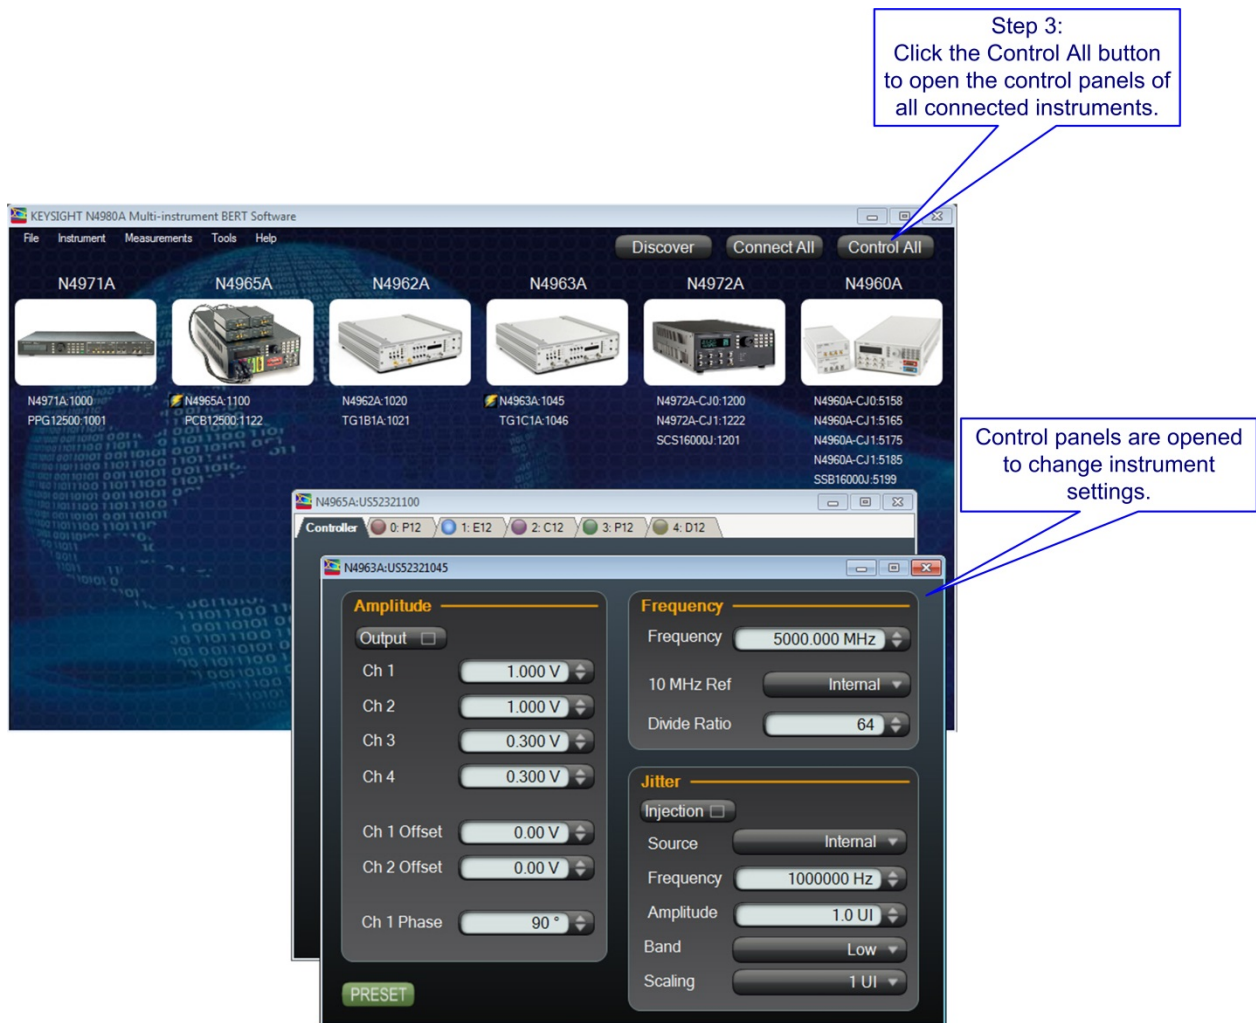 Step 3:
Click the Control All button
to open the control panels of
all connected instruments.
KEYSIGHT N4980A Multi-instrument BERT Software
File Instrument Measurements Tools Help
Discover Connect All Control All
N4971A N4965A N4962A N4963A N4972A N4960A
N4971A:1000 N4965A:1100 N4962A:1020 N4963A:1045 N4972A-CJ0:1200 N4960A-CJ0:5158
PPG12500:1001 PCB12500:1122 TG1B1A:1021 TG1C1A:1046 N4972A-CJ1:1222 N4960A-CJ1:5165
SCS16000J:1201 N4960A-CJ1:5175
N4960A-CJ1:5185
SSB16000J:5199
Control panels are opened
to change instrument
settings.
N4965A:US52321100
Controller 0: P12 1: E12 2: C12 3: P12 4: D12
N4963A:US52321045
Amplitude
Output
Ch 1 1.000 V
Ch 2 1.000 V
Ch 3 0.300 V
Ch 4 0.300 V
Ch 1 Offset 0.00 V
Ch 2 Offset 0.00 V
Ch 1 Phase 90 °
PRESET
Frequency
Frequency 5000.000 MHz
10 MHz Ref Internal
Divide Ratio 64
Jitter
Injection
Source Internal
Frequency 1000000 Hz
Amplitude 1.0 UI
Band Low
Scaling 1 UI